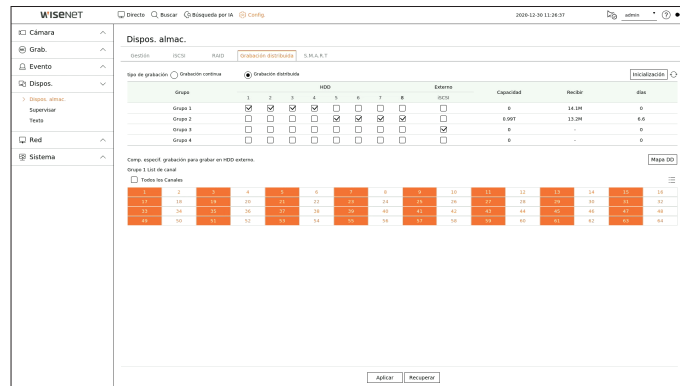 WISENET
Directo Buscar Búsqueda por IA Config.
2020-12-30 11:26:37
admin
Cámara
Grab.
Evento
Dispos.
Dispos. almac.
Supervisar
Texto
Red
Sistema
Dispos. almac.
Gestión iSCSI RAID Grabación distribuida S.M.A.R.T
tipo de grabación Grabación continua Grabación distribuida Inicialización
Grupo HDD Externo Capacidad Recibir días
1 2 3 4 5 6 7 8 iSCSI
Grupo 1 0 14.1M 0
Grupo 2 0.99T 13.2M 6.6
Grupo 3 0 - 0
Grupo 4 0 - 0
Comp. específ. grabación para grabar en HDD externo. Mapa DD
Grupo 1 List de canal
Todos los Canales
1 2 3 4 5 6 7 8 9 10 11 12 13 14 15 16
17 18 19 20 21 22 23 24 25 26 27 28 29 30 31 32
33 34 35 36 37 38 39 40 41 42 43 44 45 46 47 48
49 50 51 52 53 54 55 56 57 58 59 60 61 62 63 64
Aplicar Recuperar